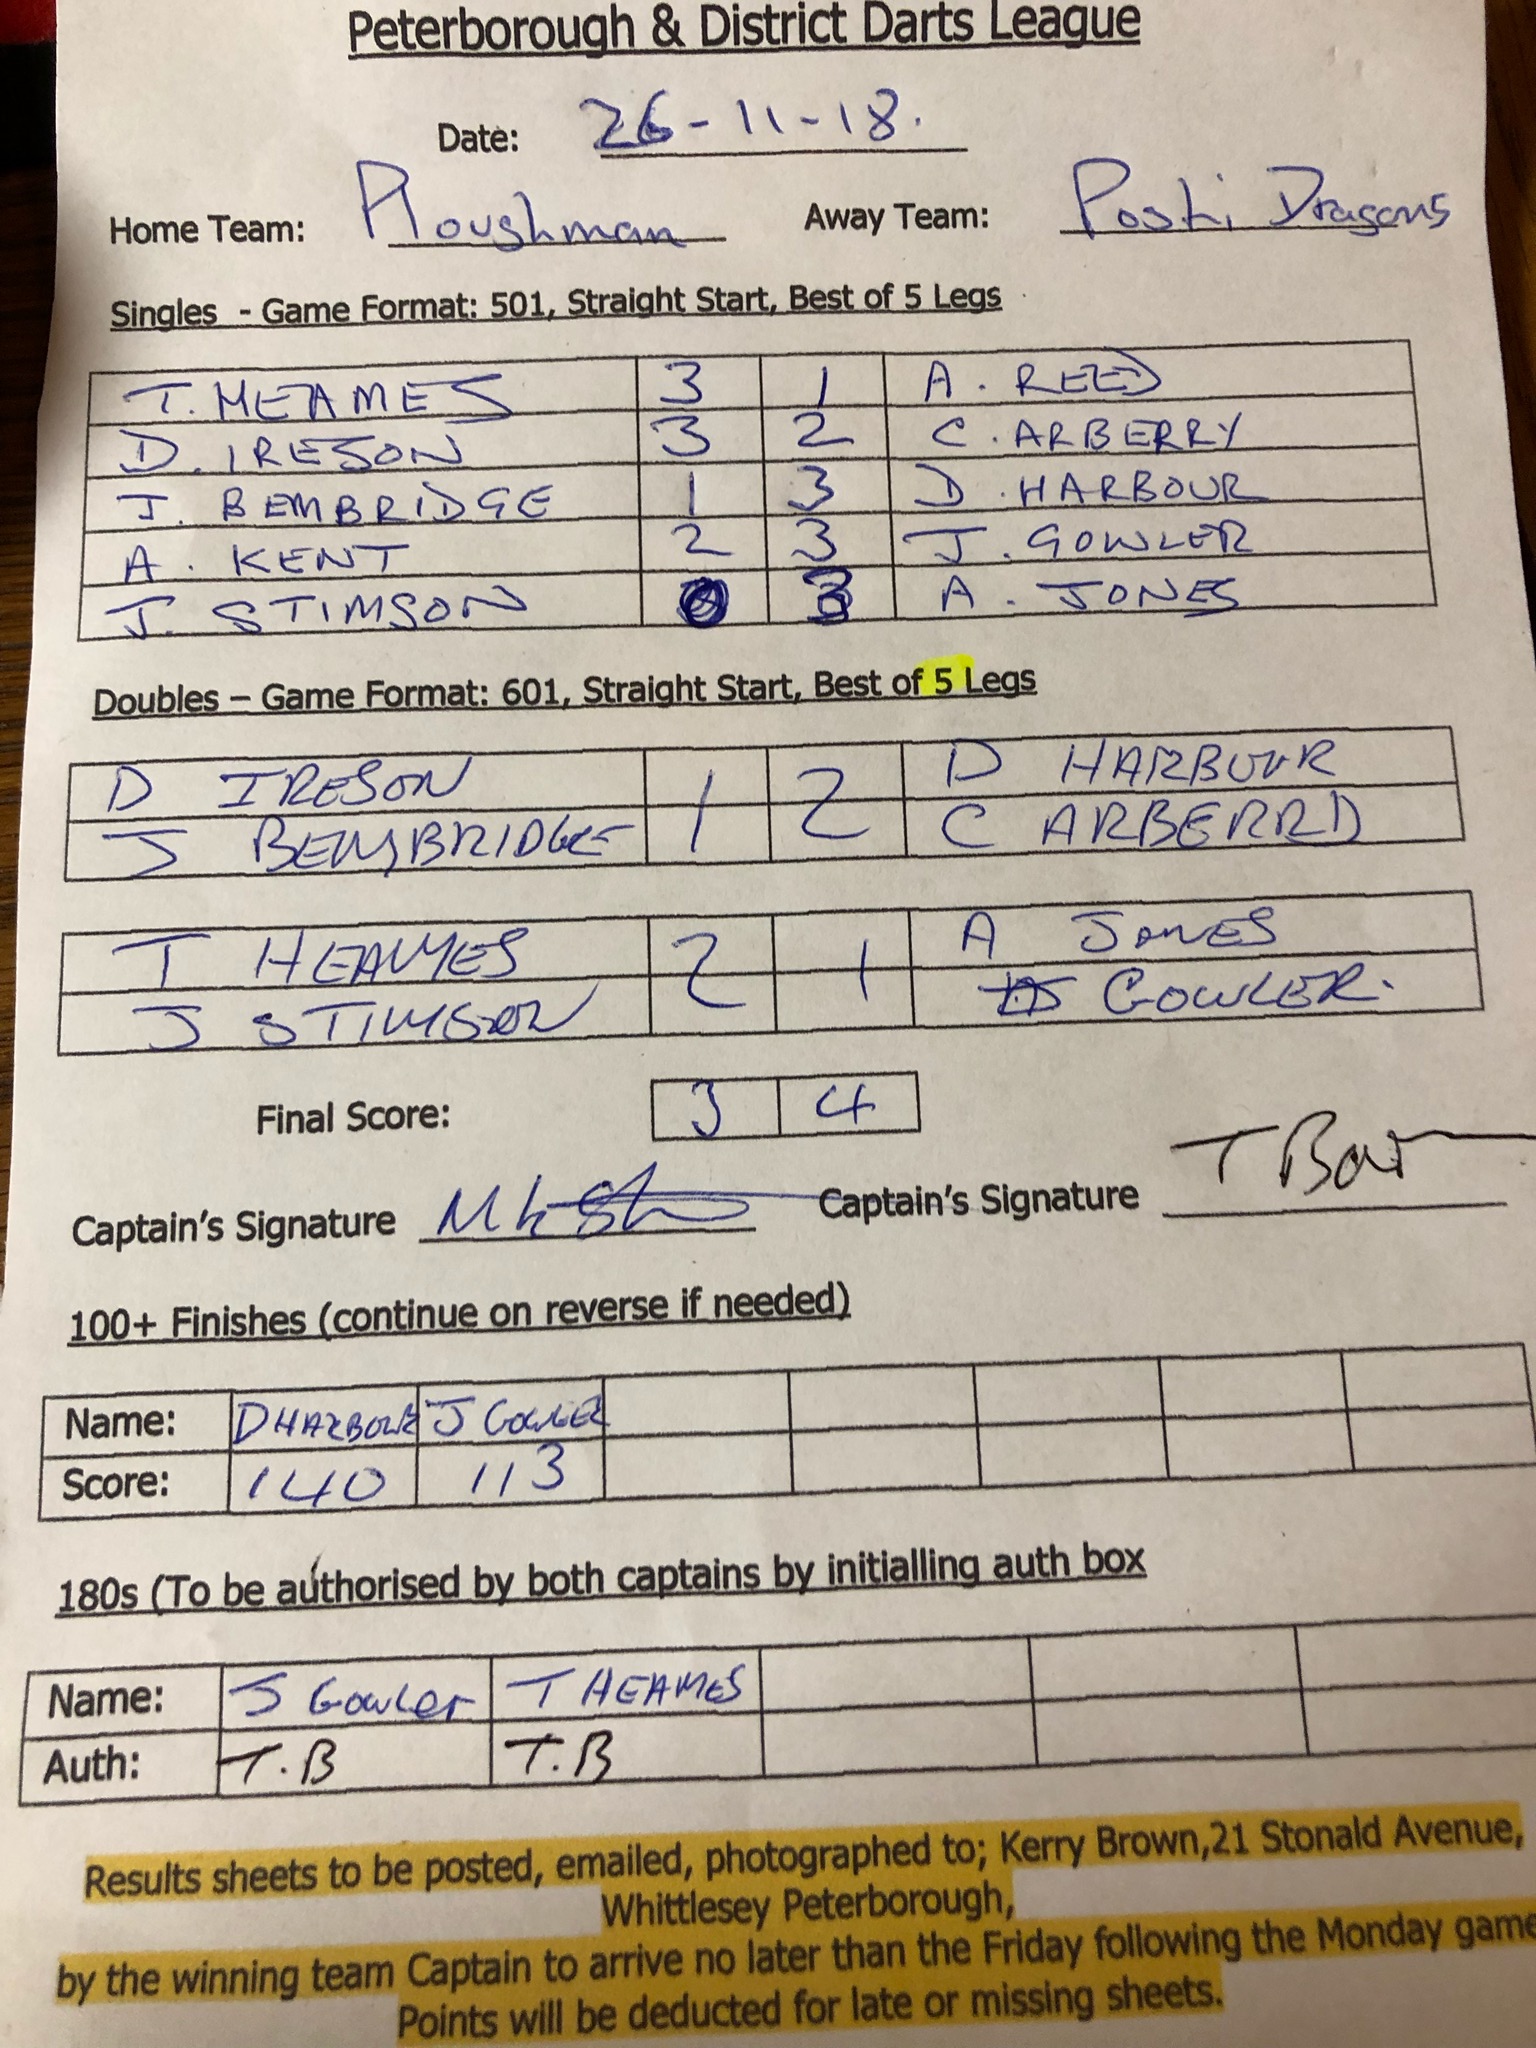 Peterborough & District Darts League
Date: 26-11-18.
Home Team: Ploughman Away Team: Poshi Dragons
Singles - Game Format: 501, Straight Start, Best of 5 Legs
T. HEAMES 3 1 A. REED
D. IRESON 3 2 C. ARBERRY
J. BEMBRIDGE 1 3 D. HARBOUR
A. KENT 2 3 J. GOWLER
J. STIMSON 0 3 A. JONES
Doubles – Game Format: 601, Straight Start, Best of 5 Legs
D IRESON 1 2 D HARBOUR
J BEMBRIDGE C ARBERRD
T HEAMES 2 1 A JONES
J STIMSON J GOWLER.
Final Score: 3 4
Captain's Signature Captain's Signature T
100+ Finishes (continue on reverse if needed)
Name: D HARBOUR J GOWLER
Score: 140 113
180s (To be authorised by both captains by initialling auth box
Name: J Gowler T HEAMES
Auth: T.B T.B
Results sheets to be posted, emailed, photographed to; Kerry Brown,21 Stonald Avenue,
Whittlesey Peterborough,
by the winning team Captain to arrive no later than the Friday following the Monday game
Points will be deducted for late or missing sheets.